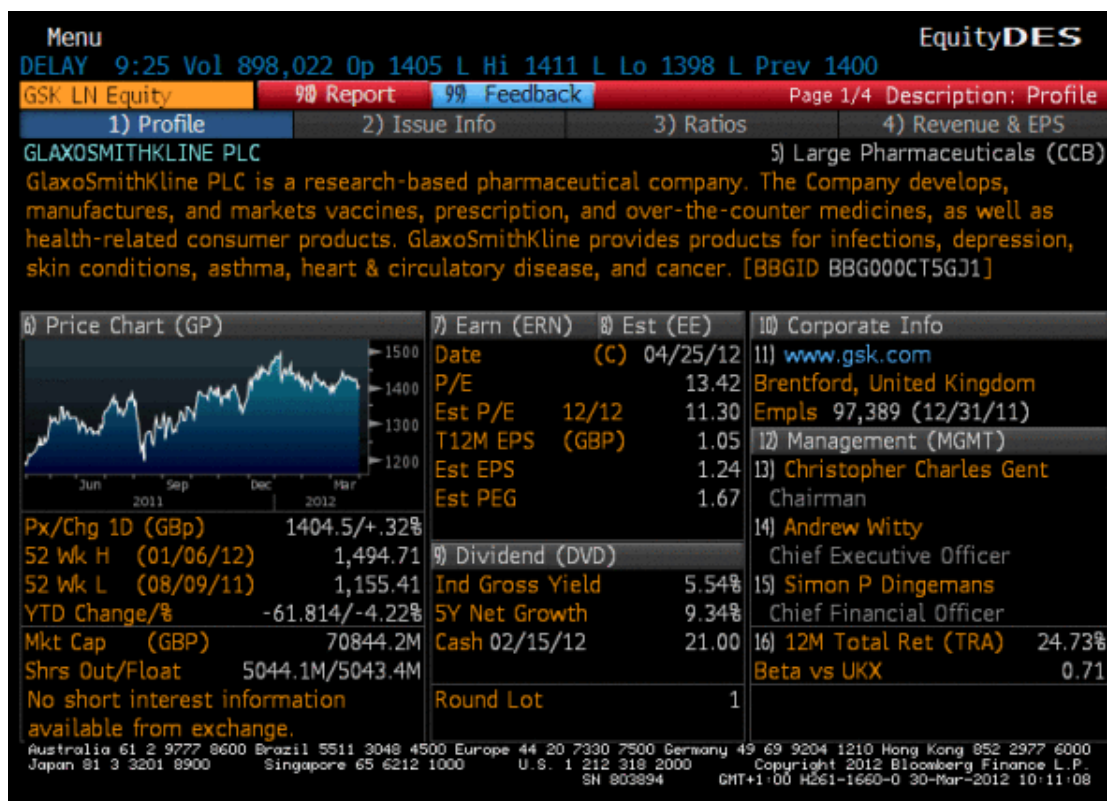 Menu EquityDES
DELAY 9:25 Vol 898,022 Op 1405 L Hi 1411 L Lo 1398 L Prev 1400
GSK LN Equity 98) Report 99) Feedback Page 1/4 Description: Profile
1) Profile 2) Issue Info 3) Ratios 4) Revenue & EPS
GLAXOSMITHKLINE PLC 5) Large Pharmaceuticals (CCB)
GlaxoSmithKline PLC is a research-based pharmaceutical company. The Company develops,
manufactures, and markets vaccines, prescription, and over-the-counter medicines, as well as
health-related consumer products. GlaxoSmithKline provides products for infections, depression,
skin conditions, asthma, heart & circulatory disease, and cancer. [BBGID BBG000CT5GJ1]
6) Price Chart (GP)
1500
1400
1300
1200
Jun Sep Dec Mar
2011 2012
Px/Chg 1D (GBp) 1404.5/+.32%
52 Wk H (01/06/12) 1,494.71
52 Wk L (08/09/11) 1,155.41
YTD Change/% -61.814/-4.22%
Mkt Cap (GBP) 70844.2M
Shrs Out/Float 5044.1M/5043.4M
No short interest information
available from exchange.
7) Earn (ERN) 8) Est (EE)
Date (C) 04/25/12
P/E 13.42
Est P/E 12/12 11.30
T12M EPS (GBP) 1.05
Est EPS 1.24
Est PEG 1.67
9) Dividend (DVD)
Ind Gross Yield 5.54%
5Y Net Growth 9.34%
Cash 02/15/12 21.00
Round Lot 1
10) Corporate Info
11) www.gsk.com
Brentford, United Kingdom
Empls 97,389 (12/31/11)
12) Management (MGMT)
13) Christopher Charles Gent
Chairman
14) Andrew Witty
Chief Executive Officer
15) Simon P Dingemans
Chief Financial Officer
16) 12M Total Ret (TRA) 24.73%
Beta vs UKX 0.71
Australia 61 2 9777 8600 Brazil 5511 3048 4500 Europe 44 20 7330 7500 Germany 49 69 9204 1210 Hong Kong 852 2977 6000
Japan 81 3 3201 8900 Singapore 65 6212 1000 U.S. 1 212 318 2000 Copyright 2012 Bloomberg Finance L.P.
SN 803894 GMT+1:00 H261-1660-0 30-Mar-2012 10:11:08